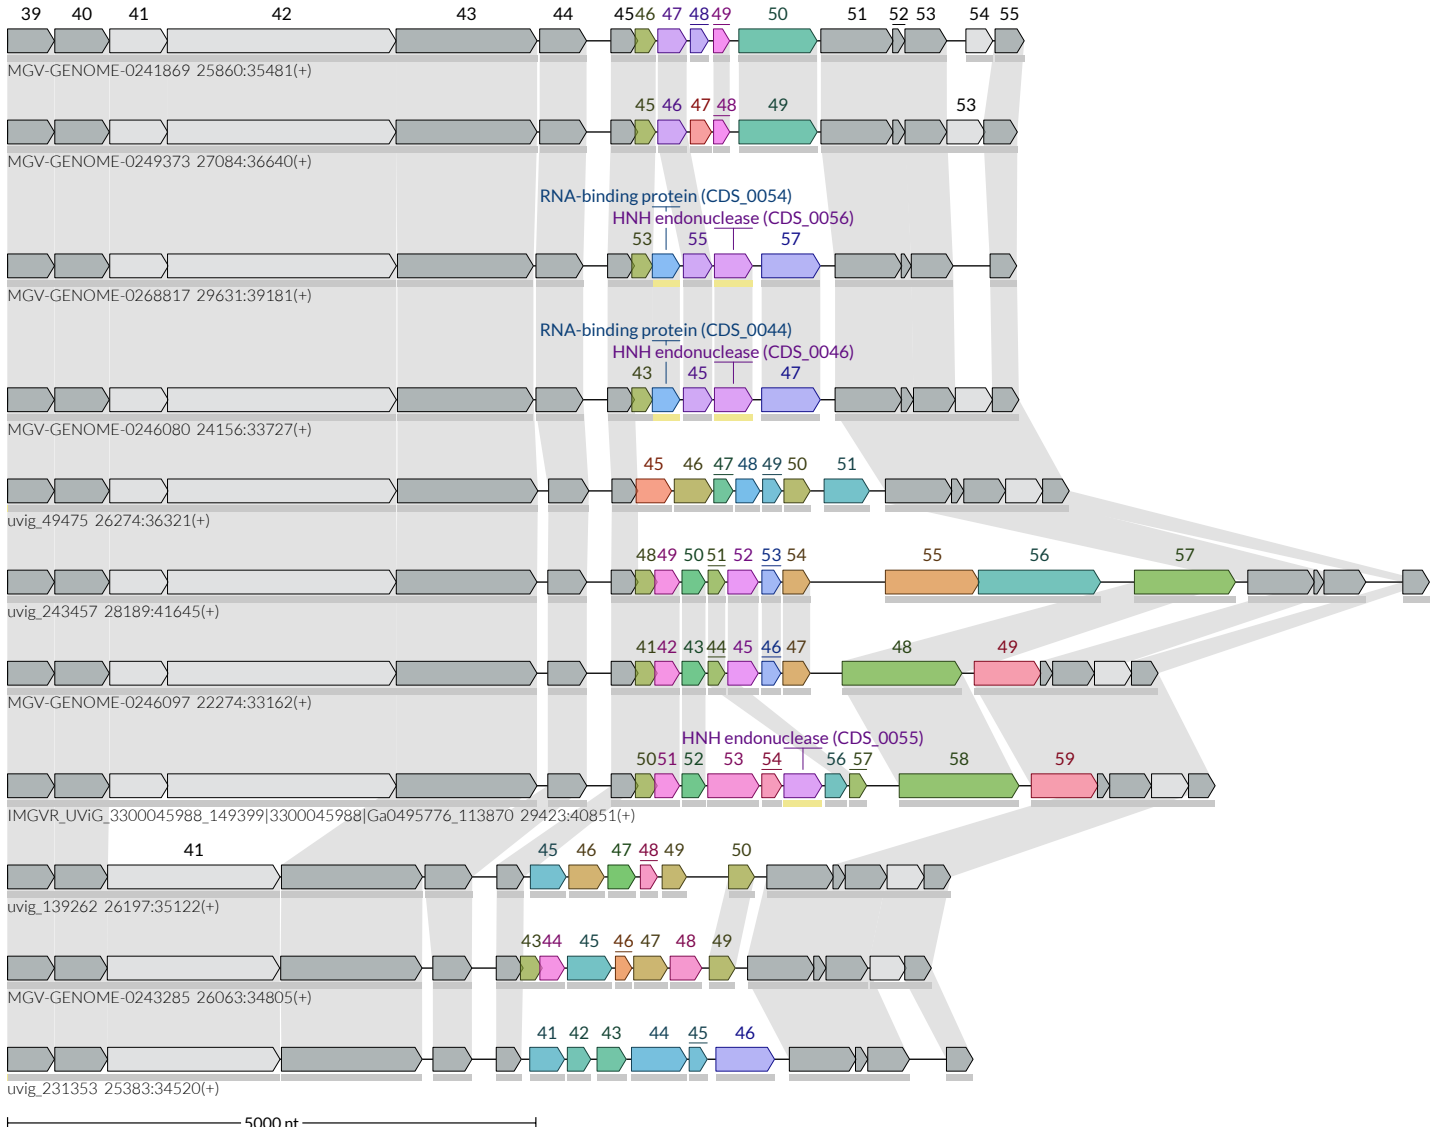 39 40 41 42 43 44 45 46 47 48 49 50 51 52 53 54 55
MGV-GENOME-0241869 25860:35481(+)
45 46 47 48 49 53
MGV-GENOME-0249373 27084:36640(+)
RNA-binding protein (CDS_0054)
HNH endonuclease (CDS_0056)
53 55 57
MGV-GENOME-0268817 29631:39181(+)
RNA-binding protein (CDS_0044)
HNH endonuclease (CDS_0046)
43 45 47
MGV-GENOME-0246080 24156:33727(+)
45 46 47 48 49 50 51
uvig_49475 26274:36321(+)
48 49 50 51 52 53 54 55 56 57
uvig_243457 28189:41645(+)
41 42 43 44 45 46 47 48 49
MGV-GENOME-0246097 22274:33162(+)
HNH endonuclease (CDS_0055)
50 51 52 53 54 56 57 58 59
IMGVR_UViG_3300045988_149399|3300045988|Ga0495776_113870 29423:40851(+)
41 45 46 47 48 49 50
uvig_139262 26197:35122(+)
43 44 45 46 47 48 49
MGV-GENOME-0243285 26063:34805(+)
41 42 43 44 45 46
uvig_231353 25383:34520(+)
5000 nt